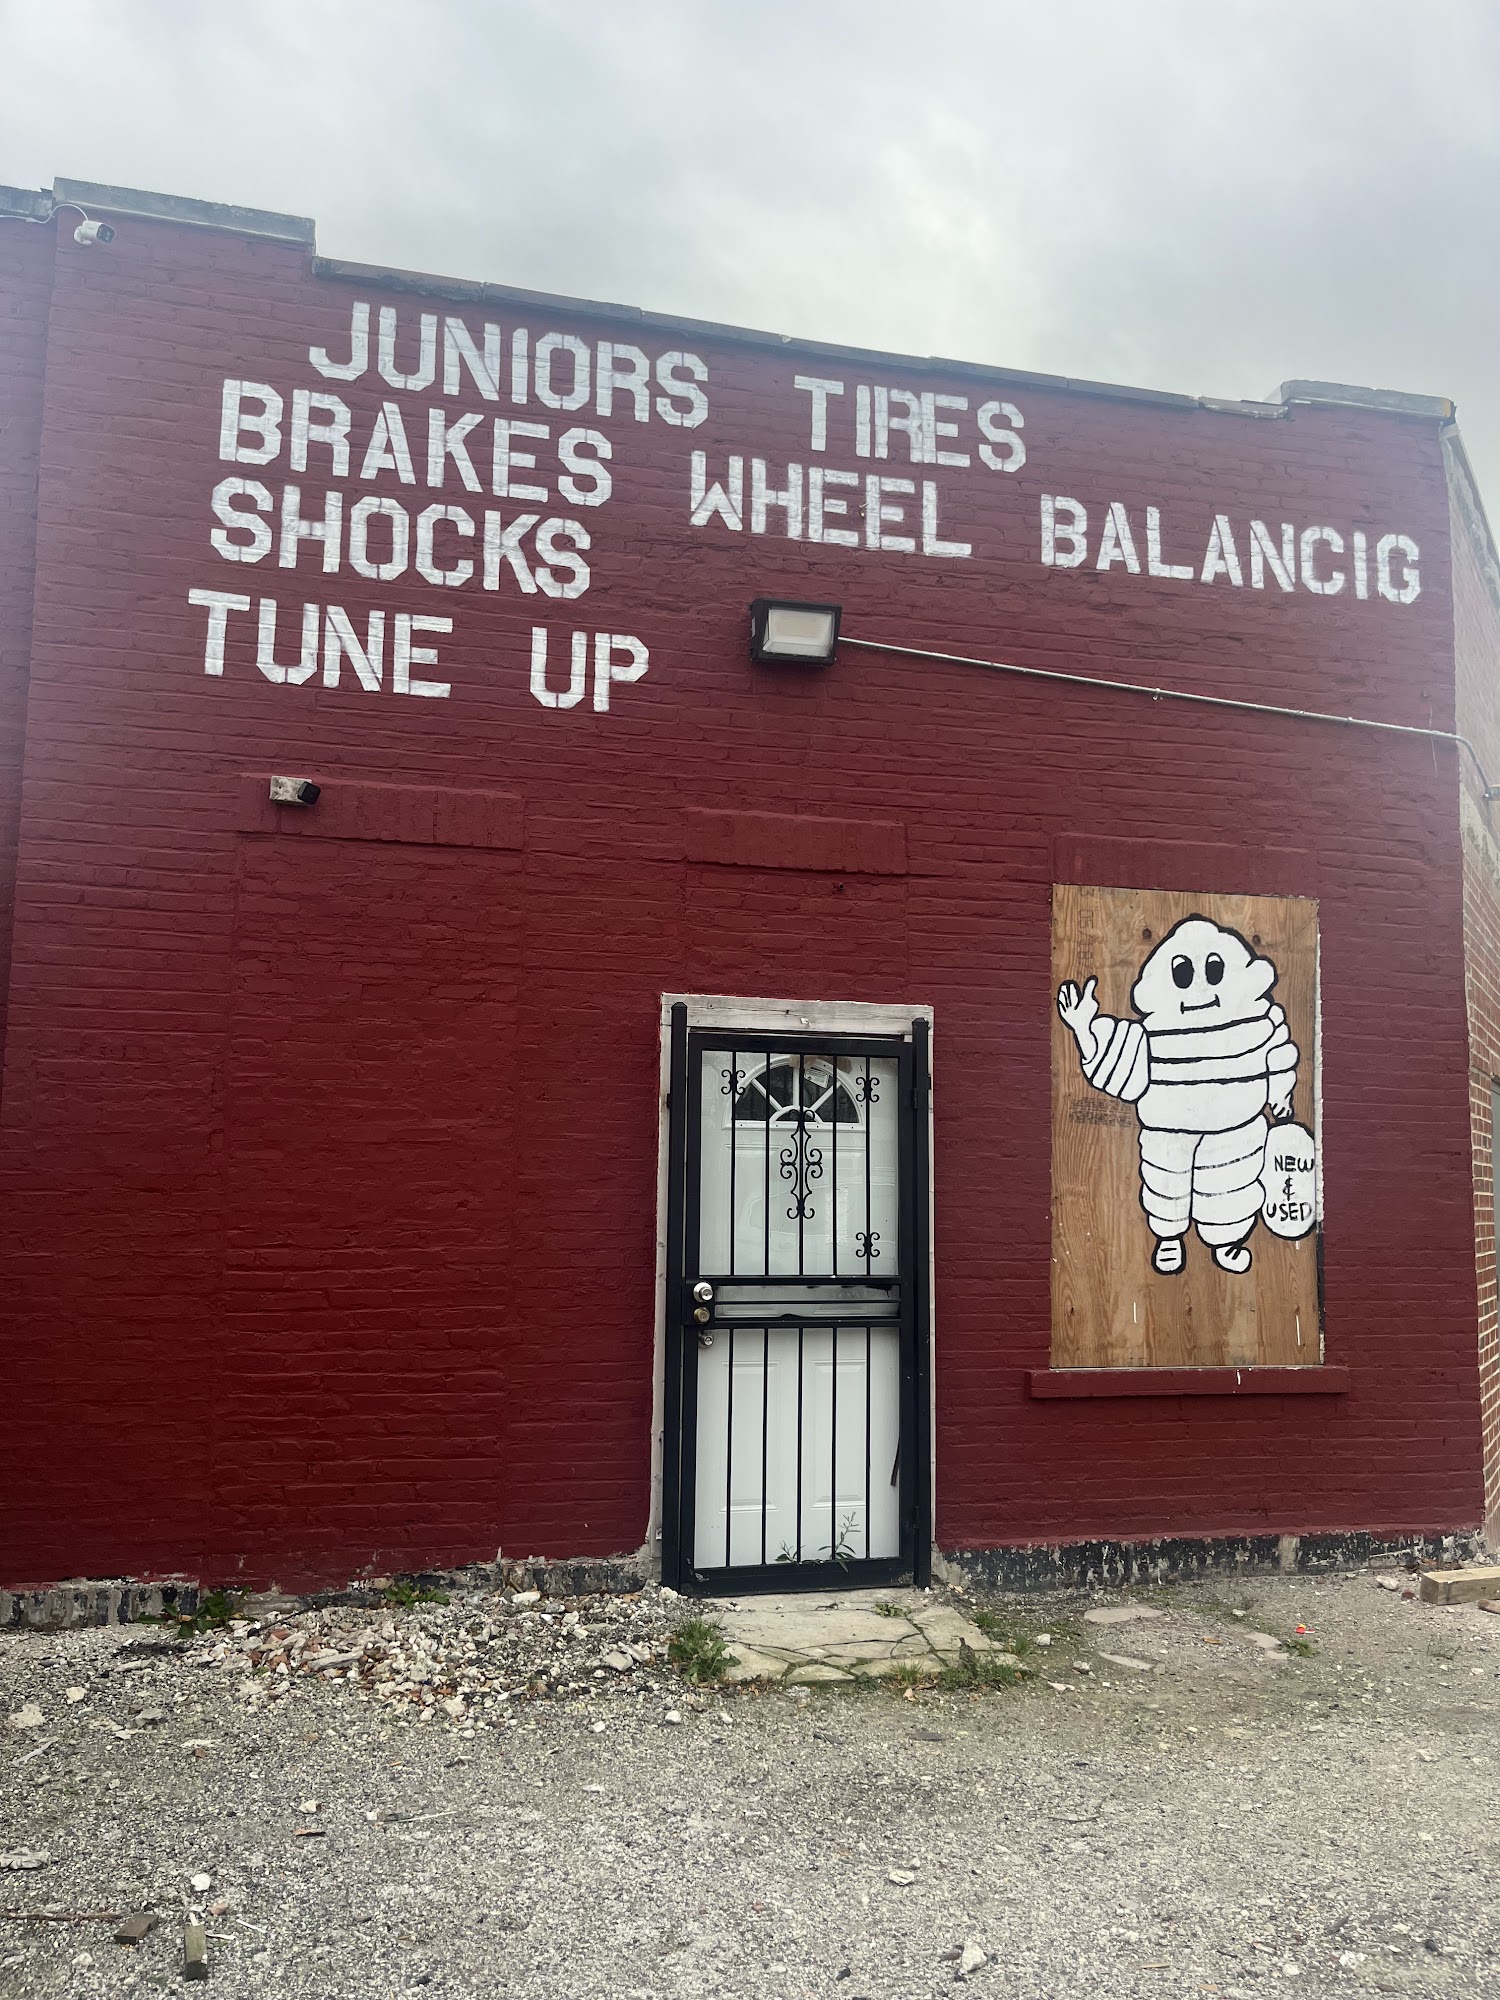 JUNIORS TIRES
BRAKES WHEEL BALANCIG
SHOCKS
TUNE UP
NEW
&
USED